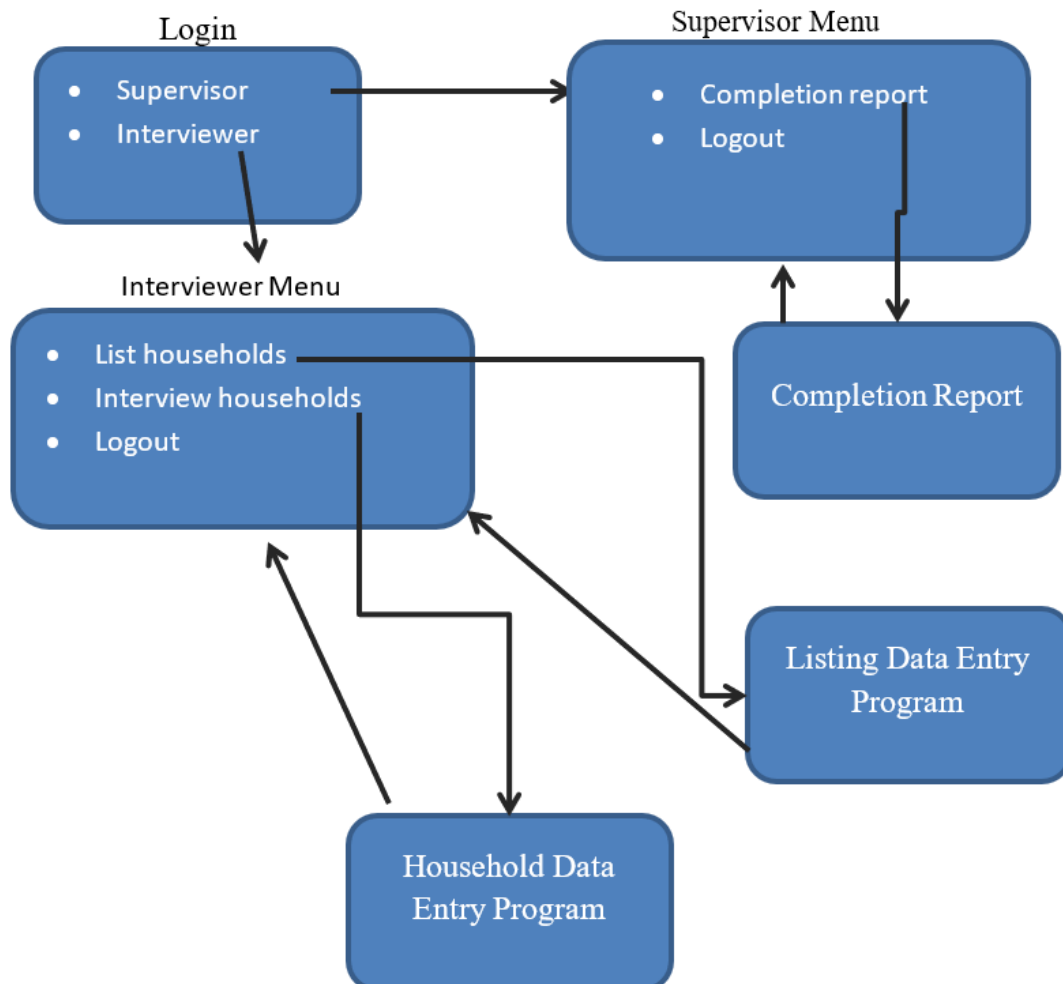 Login
• Supervisor
• Interviewer
Supervisor Menu
• Completion report
• Logout
Interviewer Menu
• List households
• Interview households
• Logout
Completion Report
Listing Data Entry
Program
Household Data
Entry Program